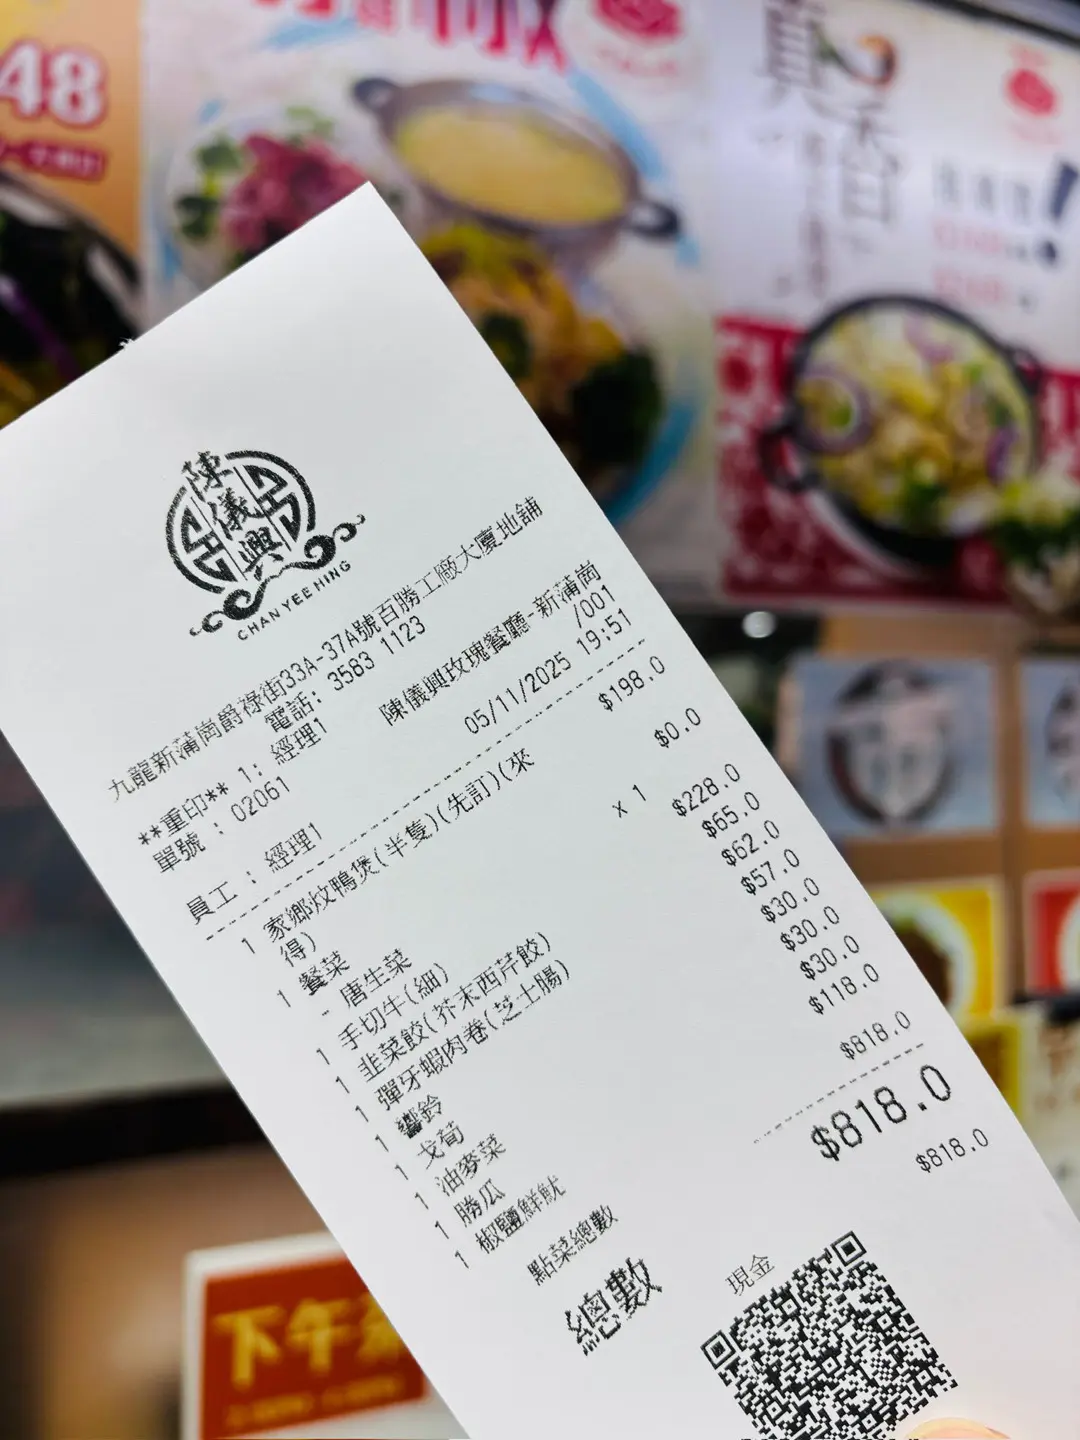 48
陳儀興
CHAN YEE HING
九龍新蒲崗爵祿街33A-37A號百勝工廠大廈地舖
電話: 3583 1123
**重印** 1: 經理1 陳儀興玫瑰餐廳-新蒲崗
單號 : 02061 /001
05/11/2025 19:51
員工 : 經理1
1 家鄉炆鴨煲(半隻)(先訂)(來得) $198.0
1 餐菜 $0.0
- 唐生菜 x 1
1 手切牛(細) $228.0
1 韭菜餃(芥末西芹餃) $65.0
1 彈牙蝦肉卷(芝士腸) $62.0
1 響鈴 $57.0
1 戈荀 $30.0
1 油麥菜 $30.0
1 勝瓜 $30.0
1 椒鹽鮮魷 $118.0
點菜總數 $818.0
總數 $818.0
現金 $818.0
下午茶